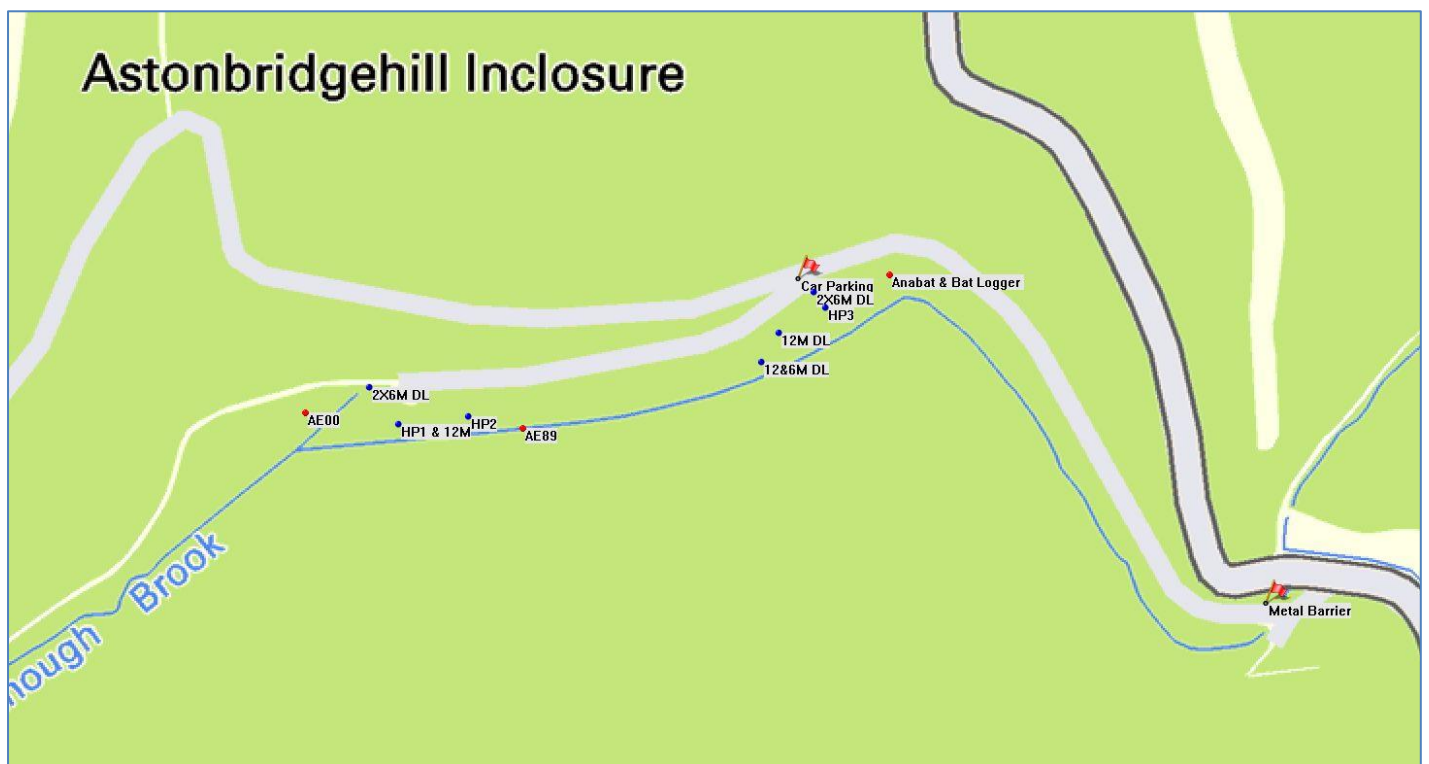 Astonbridgehill Inclosure
Car Parking
Anabat & Bat Logger
2X6M DL
HP3
12M DL
12&6M DL
2X6M DL
AE00
HP1 & 12M
HP2
AE89
Brook
hough
Metal Barrier